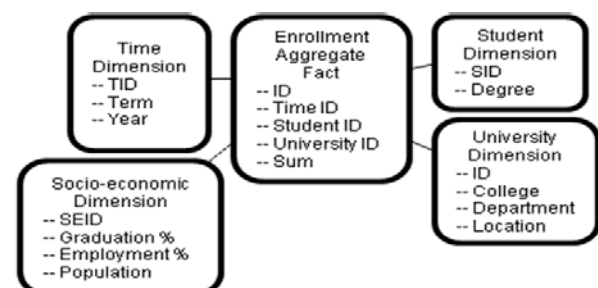 Time
Dimension
-- TID
-- Term
-- Year
Enrollment
Aggregate
Fact
-- ID
-- Time ID
-- Student ID
-- University ID
-- Sum
Student
Dimension
-- SID
-- Degree
University
Dimension
-- ID
-- College
-- Department
-- Location
Socio-economic
Dimension
-- SEID
-- Graduation %
-- Employment %
-- Population